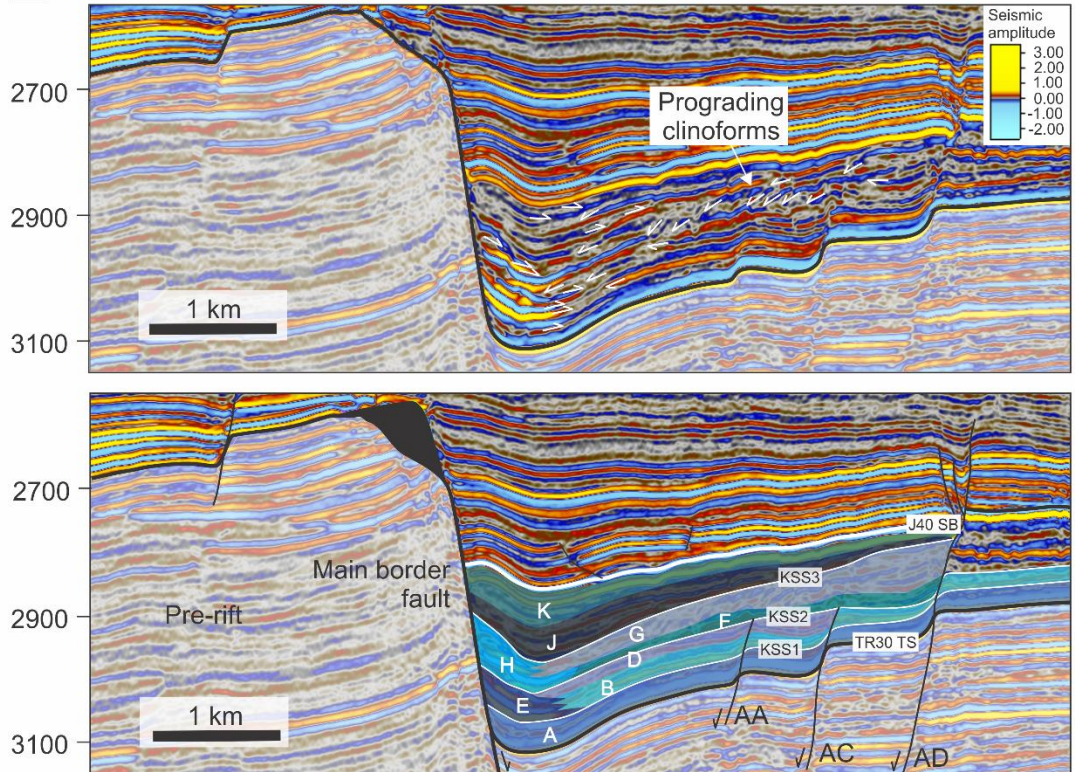 Seismic
amplitude
3.00
2.00
1.00
0.00
-1.00
-2.00
2700
Prograding
clinoforms
2900
1 km
3100
2700
J40 SB
Main border
fault
KSS3
Pre-rift
2900
K
J
G
F
KSS2
H
D
KSS1
TR30 TS
E
B
A
1 km
AA
AC
AD
3100